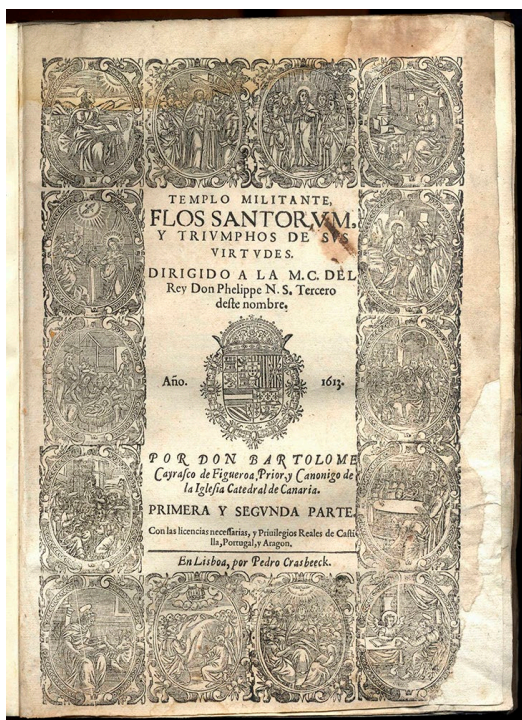 TEMPLO MILITANTE,
FLOS SANTORVM,
Y TRIVMPHOS DE SVS
VIRTVDES.
DIRIGIDO A LA M.C. DEL
Rey Don Phelippe N. S. Tercero
deſte nombre.
Año. 1613.
POR DON BARTOLOME
Cayraſco de Figueroa, Prior, y Canonigo de
la Igleſia Catedral de Canaria.
PRIMERA Y SEGVNDA PARTE.
Con las licencias neceſſarias, y Priuilegios Reales de Caſti
lla, Portugal, y Aragon.
En Lisboa, por Pedro Crasbeeck.